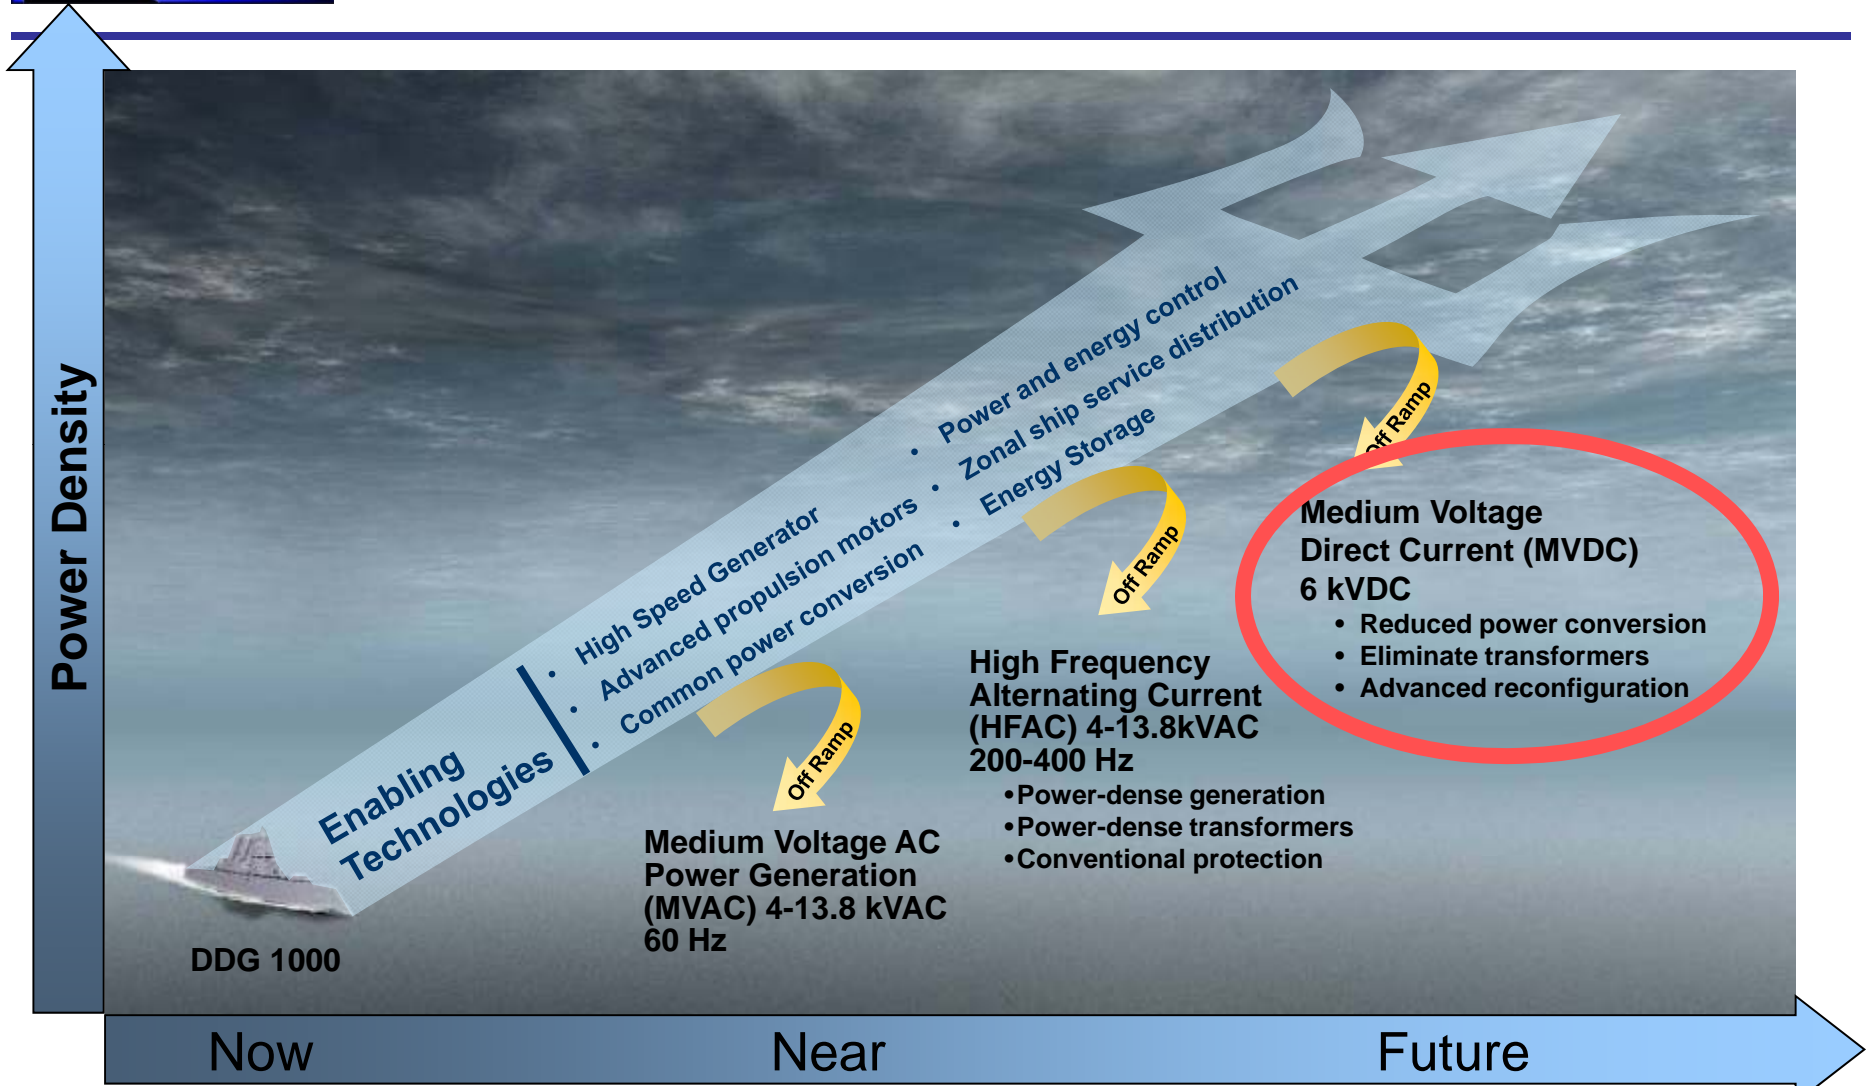 Power Density
Enabling
Technologies
• High Speed Generator
• Advanced propulsion motors
• Common power conversion
• Power and energy control
• Zonal ship service distribution
• Energy Storage
Off Ramp
Off Ramp
Off Ramp
Medium Voltage
Direct Current (MVDC)
6 kVDC
• Reduced power conversion
• Eliminate transformers
• Advanced reconfiguration
High Frequency
Alternating Current
(HFAC) 4-13.8kVAC
200-400 Hz
•Power-dense generation
•Power-dense transformers
•Conventional protection
Medium Voltage AC
Power Generation
(MVAC) 4-13.8 kVAC
60 Hz
DDG 1000
Now
Near
Future